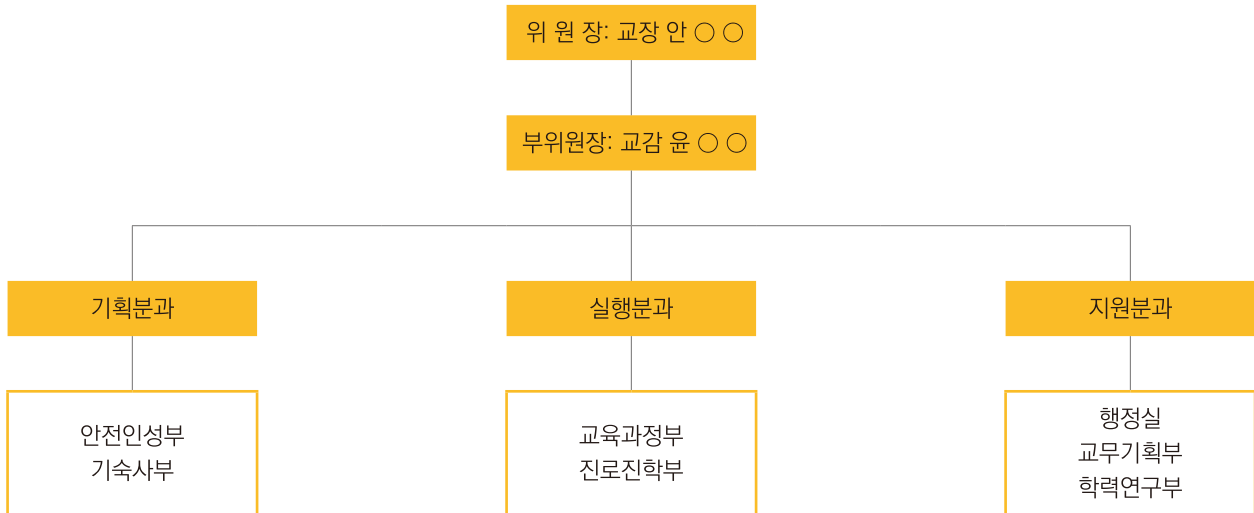 위 원 장: 교장 안 ○ ○
부위원장: 교감 윤 ○ ○
기획분과
실행분과
지원분과
안전인성부
기숙사부
교육과정부
진로진학부
행정실
교무기획부
학력연구부